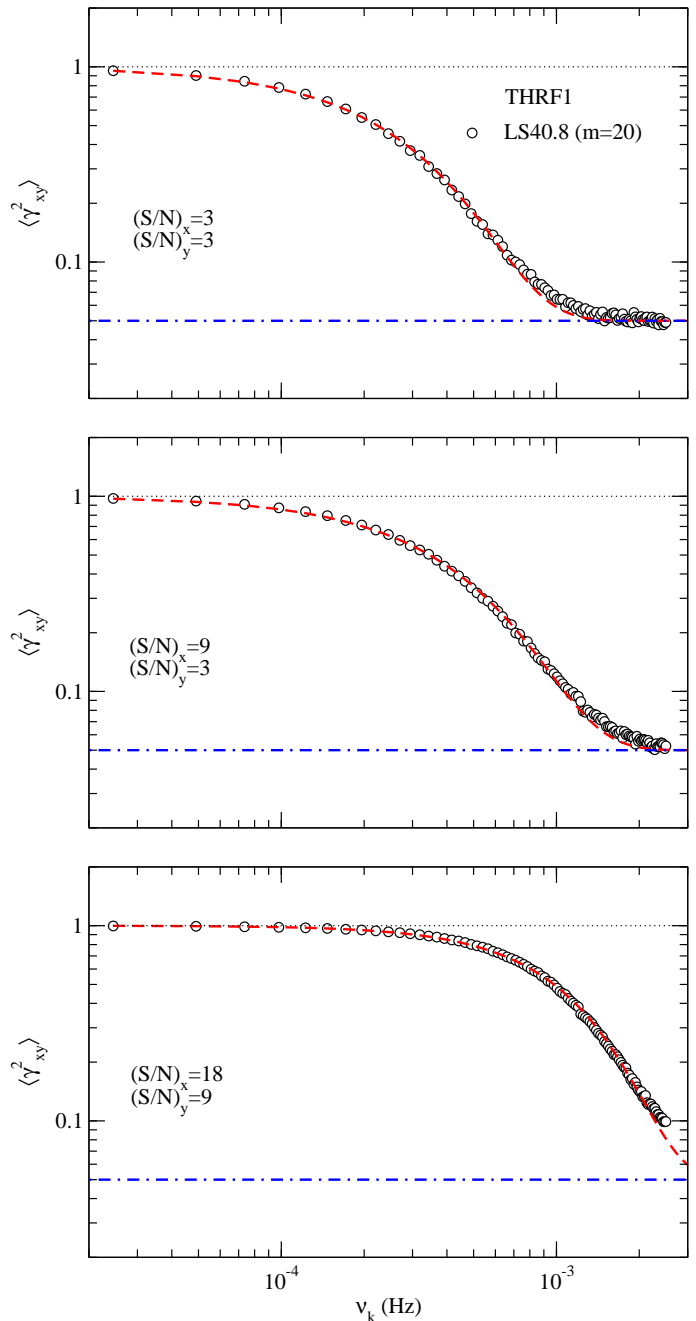 1
THRF1
LS40.8 (m=20)
⟨γ²xy⟩
(S/N)x=3
(S/N)y=3
0.1
1
⟨γ²xy⟩
(S/N)x=9
(S/N)y=3
0.1
1
⟨γ²xy⟩
(S/N)x=18
(S/N)y=9
0.1
10⁻⁴ 10⁻³
νk (Hz)